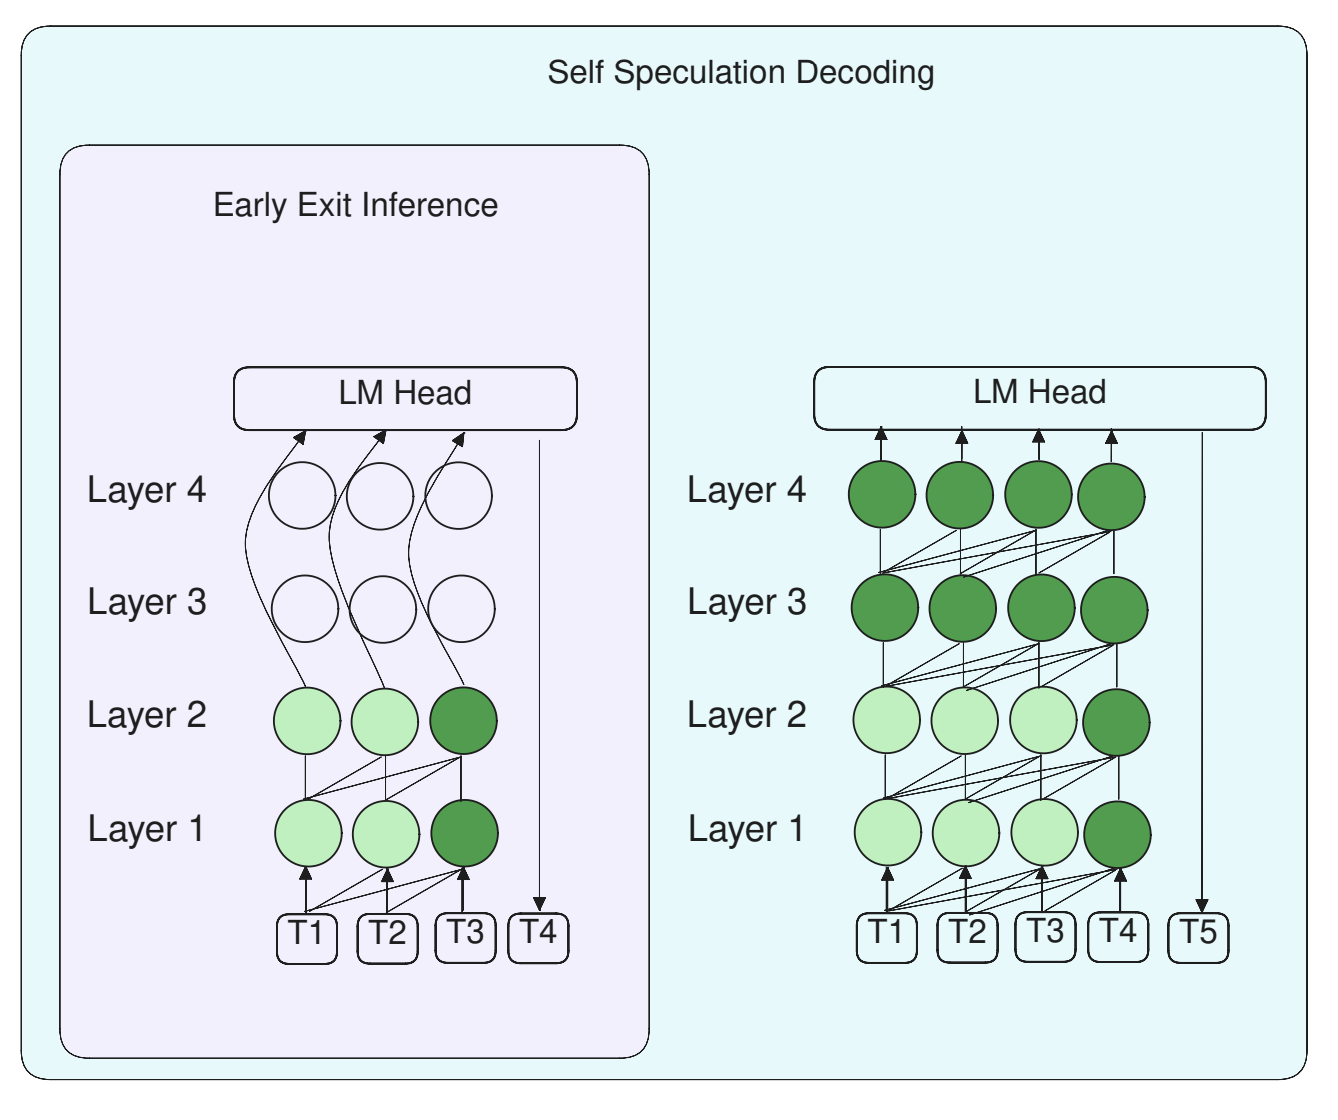 Self Speculation Decoding
Early Exit Inference
LM Head
Layer 4
Layer 3
Layer 2
Layer 1
T1 T2 T3 T4
LM Head
Layer 4
Layer 3
Layer 2
Layer 1
T1 T2 T3 T4 T5